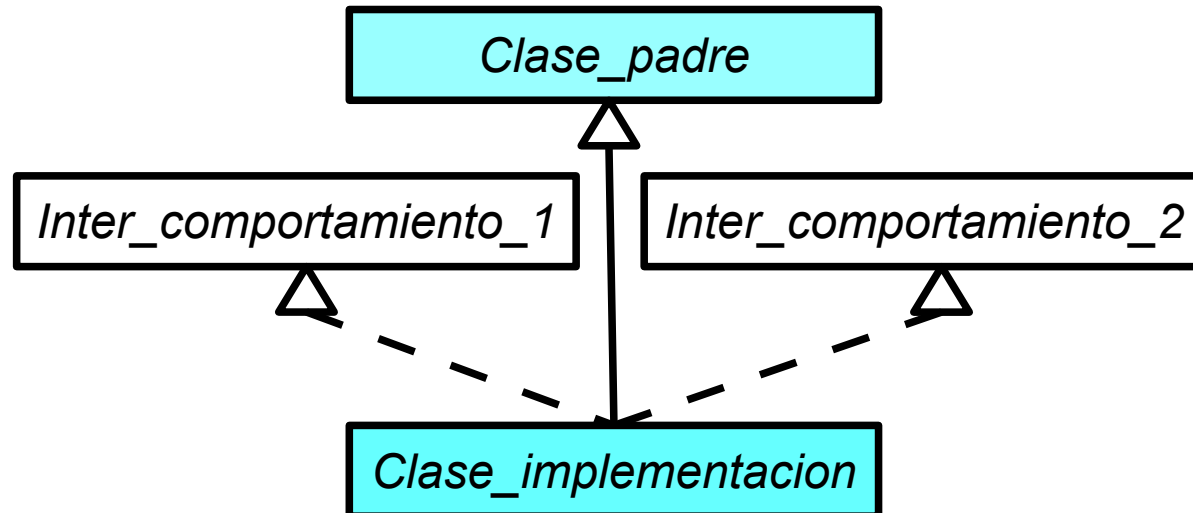 Clase_padre
Inter_comportamiento_1
Inter_comportamiento_2
Clase_implementacion